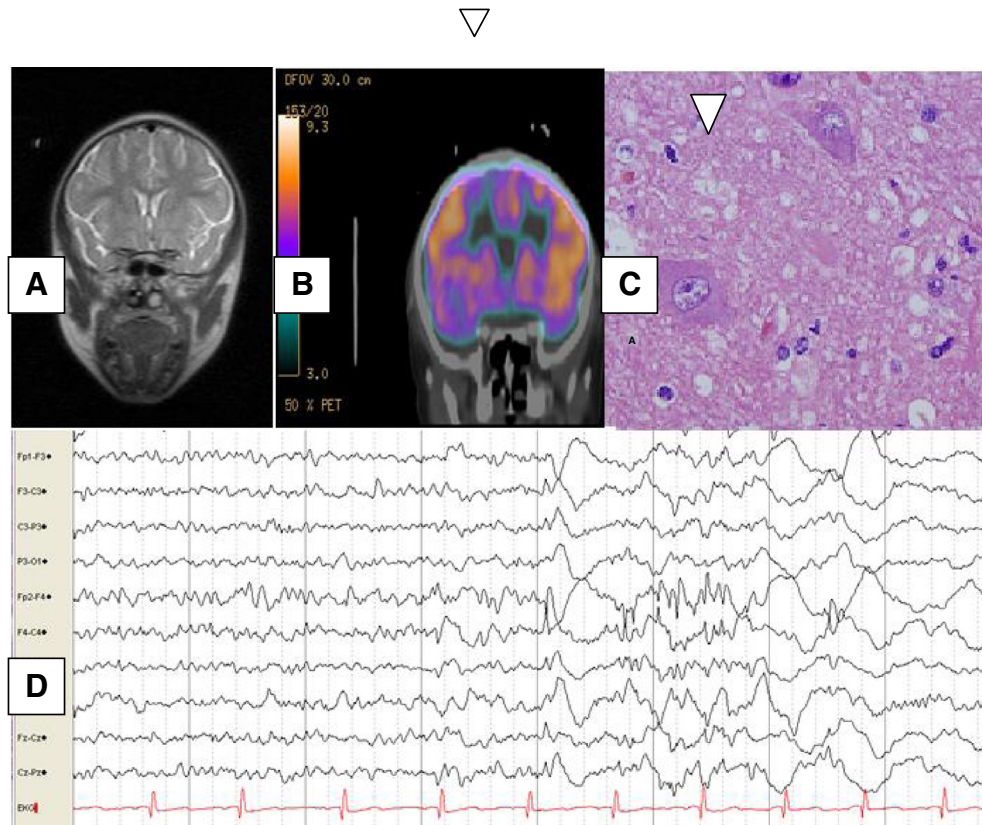 DFOV 30.0 cm
153/20
9.3
A
B
C
A
3.0
50 % PET
Fp1-F3
F3-C3
C3-P3
P3-O1
Fp2-F4
F4-C4
D
Fz-Cz
Cz-Pz
EKG